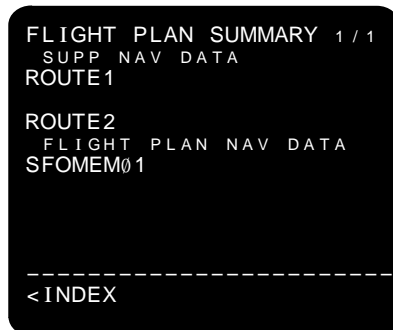 FLIGHT PLAN SUMMARY 1/1
SUPP NAV DATA
ROUTE1
ROUTE2
FLIGHT PLAN NAV DATA
SFOMEMØ1
------------------------
<INDEX